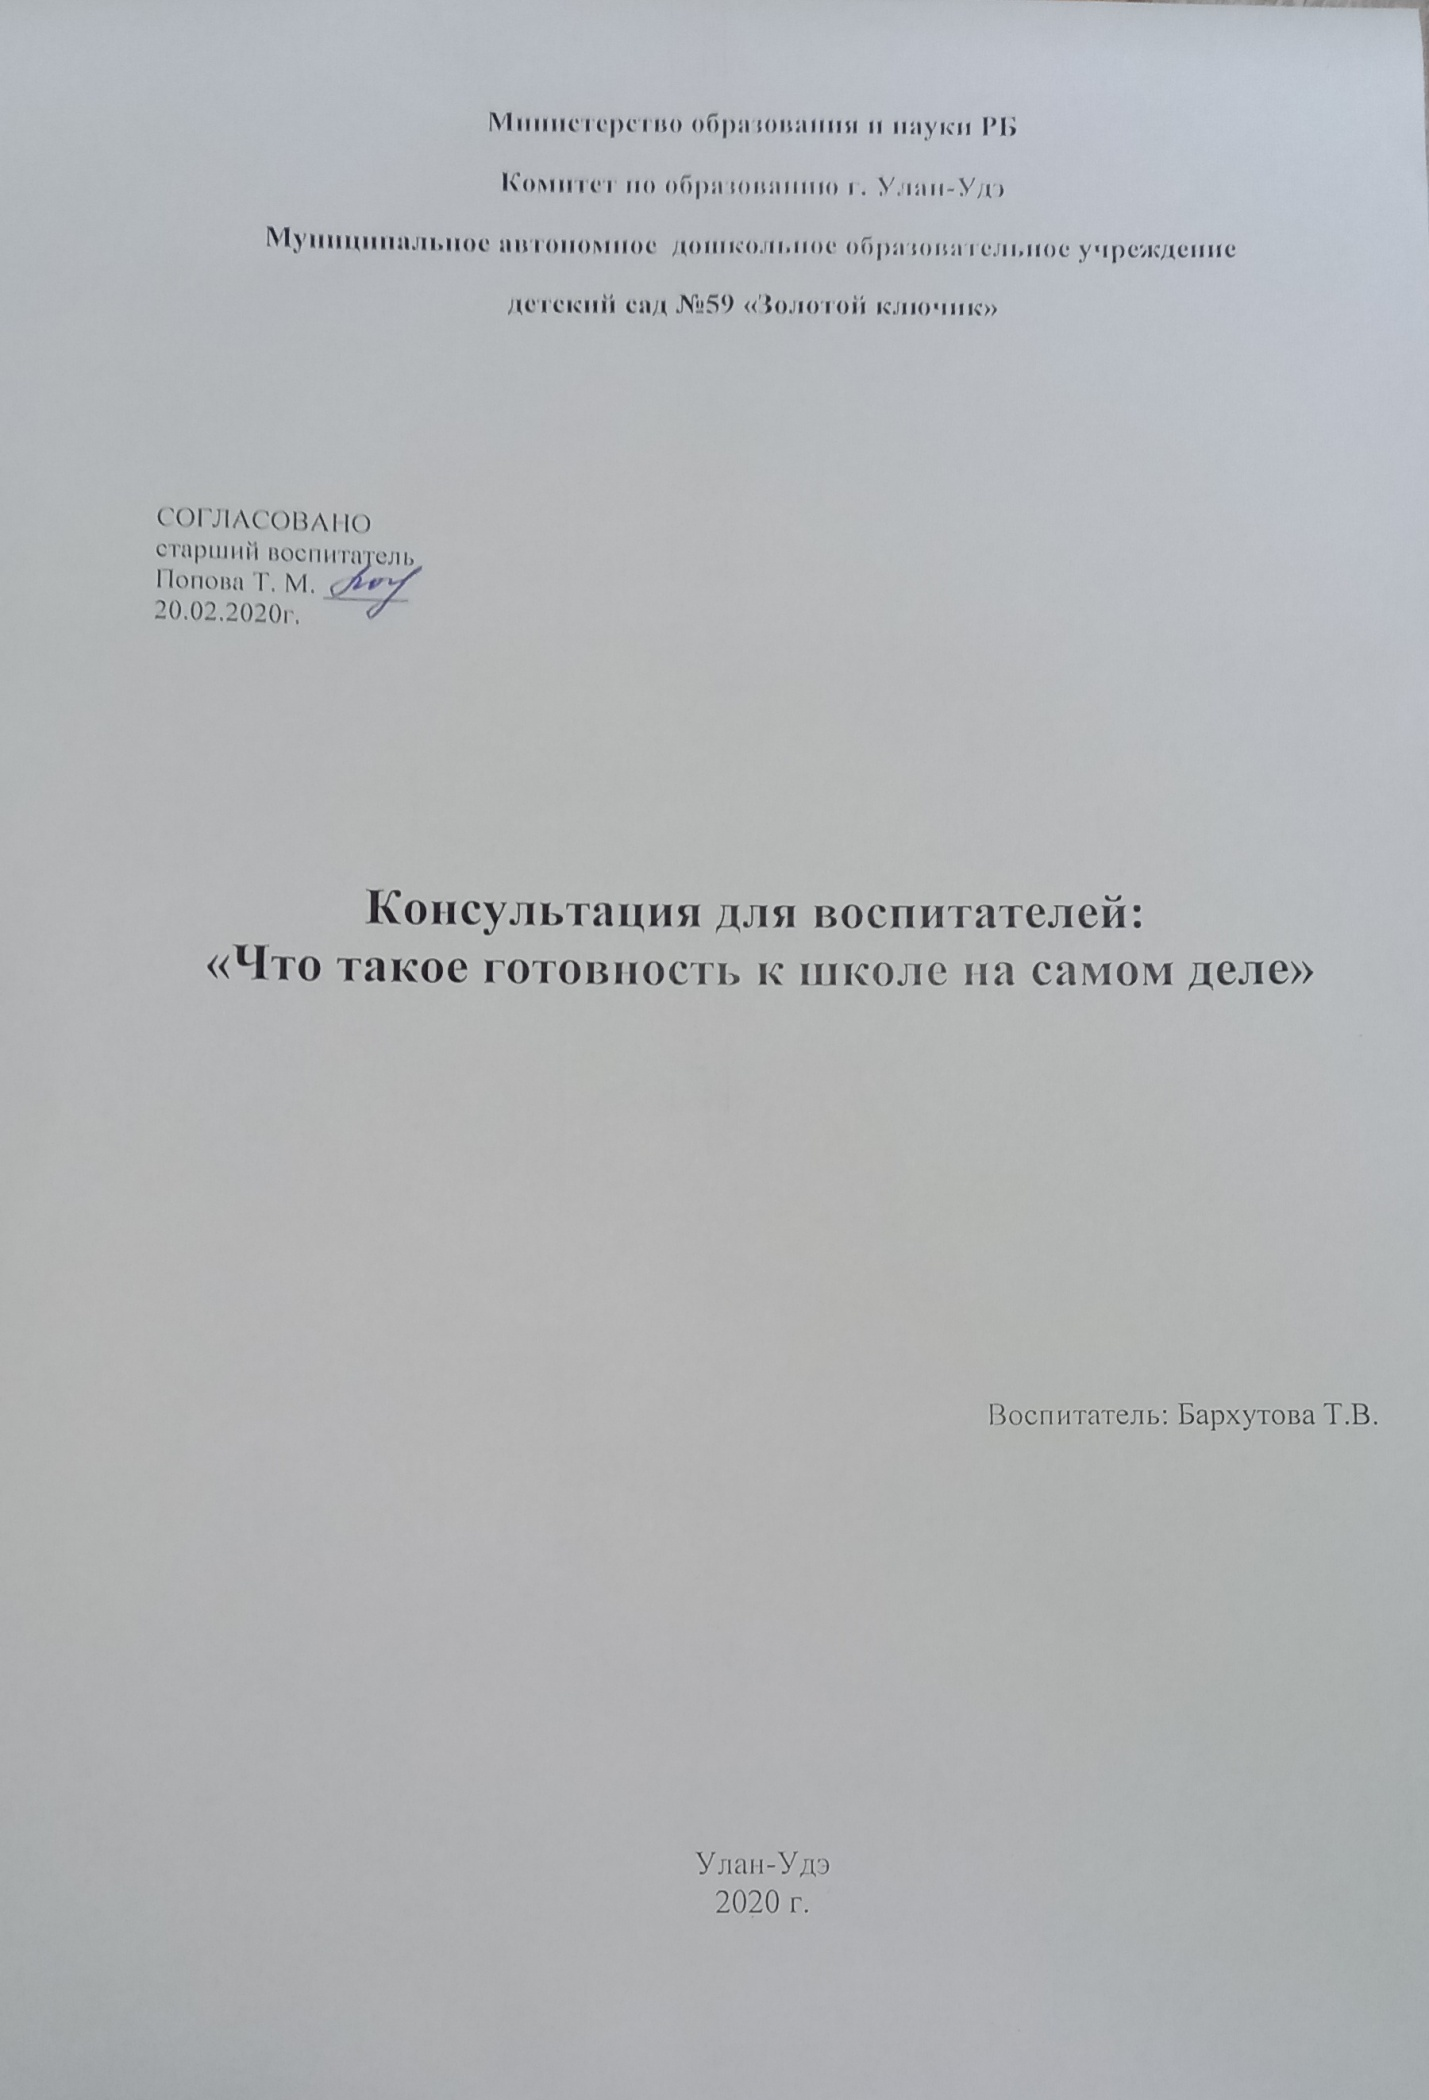 Министерство образования и науки РБ
Комитет по образованию г. Улан-Удэ
Муниципальное автономное дошкольное образовательное учреждение
детский сад №59 «Золотой ключик»
СОГЛАСОВАНО
старший воспитатель
Попова Т. М.
20.02.2020г.
Консультация для воспитателей:
«Что такое готовность к школе на самом деле»
Воспитатель: Бархутова Т.В.
Улан-Удэ
2020 г.